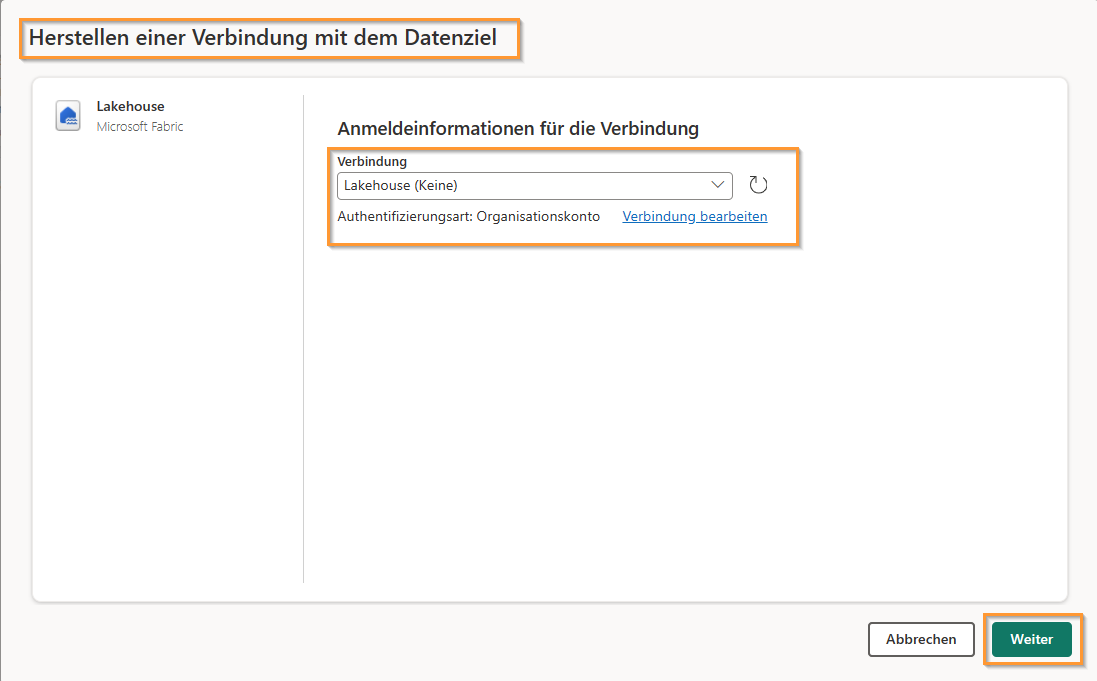 Herstellen einer Verbindung mit dem Datenziel
Lakehouse
Microsoft Fabric
Anmeldeinformationen für die Verbindung
Verbindung
Lakehouse (Keine)
Authentifizierungsart: Organisationskonto Verbindung bearbeiten
Abbrechen Weiter